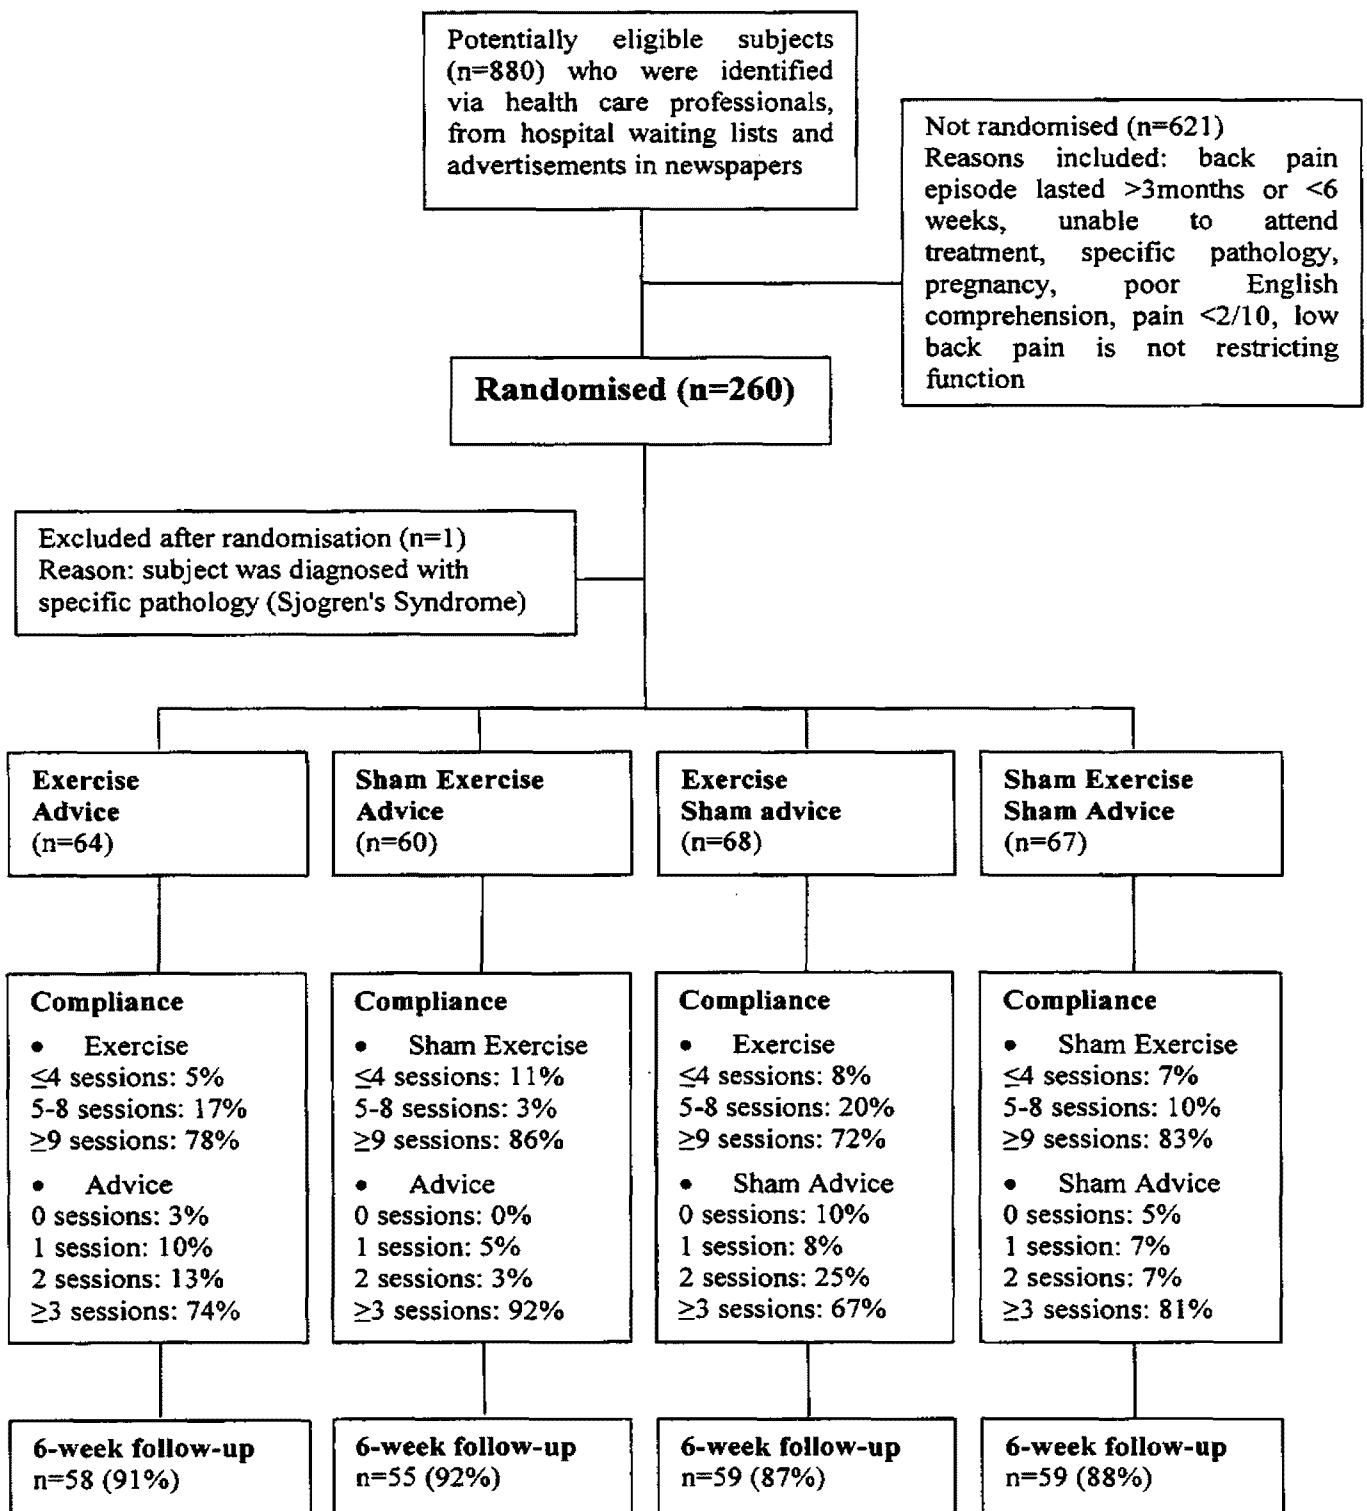 Potentially eligible subjects
(n=880) who were identified
via health care professionals,
from hospital waiting lists and
advertisements in newspapers
Not randomised (n=621)
Reasons included: back pain
episode lasted >3months or <6
weeks, unable to attend
treatment, specific pathology,
pregnancy, poor English
comprehension, pain <2/10, low
back pain is not restricting
function
Randomised (n=260)
Excluded after randomisation (n=1)
Reason: subject was diagnosed with
specific pathology (Sjogren's Syndrome)
Exercise
Advice
(n=64)
Sham Exercise
Advice
(n=60)
Exercise
Sham advice
(n=68)
Sham Exercise
Sham Advice
(n=67)
Compliance
• Exercise
≤4 sessions: 5%
5-8 sessions: 17%
≥9 sessions: 78%
• Advice
0 sessions: 3%
1 session: 10%
2 sessions: 13%
≥3 sessions: 74%
Compliance
• Sham Exercise
≤4 sessions: 11%
5-8 sessions: 3%
≥9 sessions: 86%
• Advice
0 sessions: 0%
1 session: 5%
2 sessions: 3%
≥3 sessions: 92%
Compliance
• Exercise
≤4 sessions: 8%
5-8 sessions: 20%
≥9 sessions: 72%
• Sham Advice
0 sessions: 10%
1 session: 8%
2 sessions: 25%
≥3 sessions: 67%
Compliance
• Sham Exercise
≤4 sessions: 7%
5-8 sessions: 10%
≥9 sessions: 83%
• Sham Advice
0 sessions: 5%
1 session: 7%
2 sessions: 7%
≥3 sessions: 81%
6-week follow-up
n=58 (91%)
6-week follow-up
n=55 (92%)
6-week follow-up
n=59 (87%)
6-week follow-up
n=59 (88%)